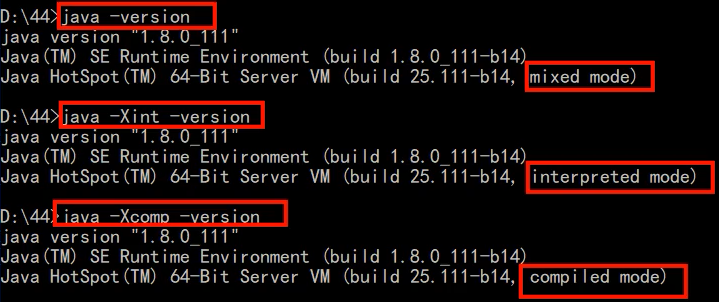 D:\44>java -version
java version "1.8.0_111"
Java(TM) SE Runtime Environment (build 1.8.0_111-b14)
Java HotSpot(TM) 64-Bit Server VM (build 25.111-b14, mixed mode)
D:\44>java -Xint -version
java version "1.8.0_111"
Java(TM) SE Runtime Environment (build 1.8.0_111-b14)
Java HotSpot(TM) 64-Bit Server VM (build 25.111-b14, interpreted mode)
D:\44>java -Xcomp -version
java version "1.8.0_111"
Java(TM) SE Runtime Environment (build 1.8.0_111-b14)
Java HotSpot(TM) 64-Bit Server VM (build 25.111-b14, compiled mode)